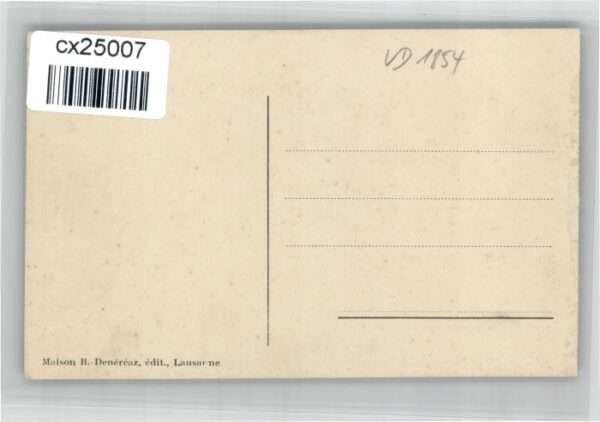 cx25007
VD 1854
Maison B.-Denéréaz, édit., Lausanne